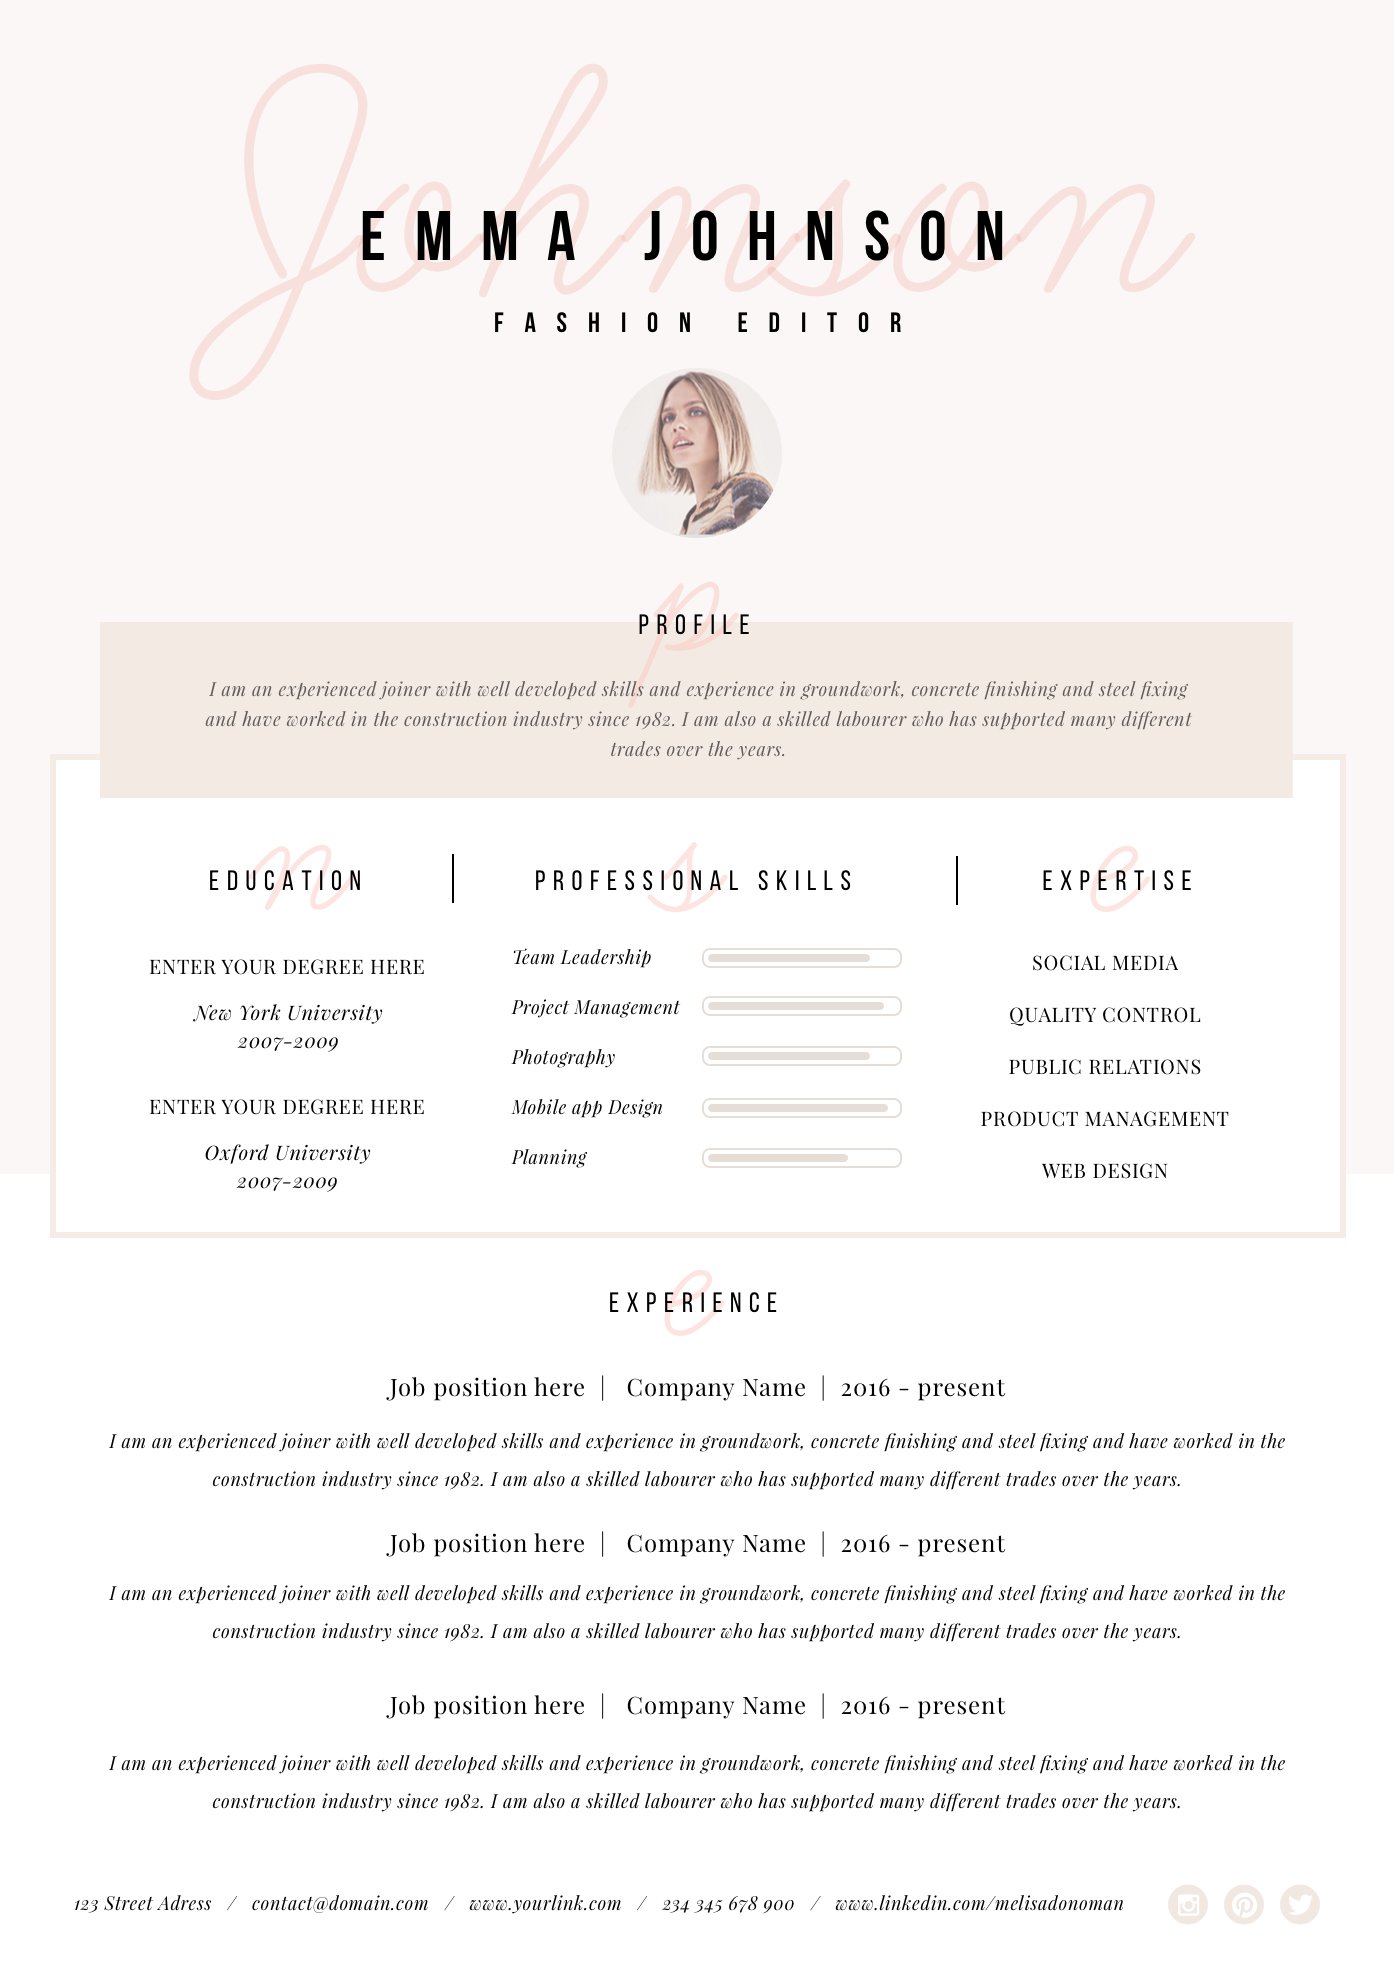 Johnson
EMMA JOHNSON
FASHION EDITOR
p
PROFILE
I am an experienced joiner with well developed skills and experience in groundwork, concrete finishing and steel fixing
and have worked in the construction industry since 1982. I am also a skilled labourer who has supported many different
trades over the years.
n
EDUCATION
ENTER YOUR DEGREE HERE
New York University
2007-2009
ENTER YOUR DEGREE HERE
Oxford University
2007-2009
s
PROFESSIONAL SKILLS
Team Leadership
Project Management
Photography
Mobile app Design
Planning
e
EXPERTISE
SOCIAL MEDIA
QUALITY CONTROL
PUBLIC RELATIONS
PRODUCT MANAGEMENT
WEB DESIGN
e
EXPERIENCE
Job position here | Company Name | 2016 - present
I am an experienced joiner with well developed skills and experience in groundwork, concrete finishing and steel fixing and have worked in the
construction industry since 1982. I am also a skilled labourer who has supported many different trades over the years.
Job position here | Company Name | 2016 - present
I am an experienced joiner with well developed skills and experience in groundwork, concrete finishing and steel fixing and have worked in the
construction industry since 1982. I am also a skilled labourer who has supported many different trades over the years.
Job position here | Company Name | 2016 - present
I am an experienced joiner with well developed skills and experience in groundwork, concrete finishing and steel fixing and have worked in the
construction industry since 1982. I am also a skilled labourer who has supported many different trades over the years.
123 Street Adress / contact@domain.com / www.yourlink.com / 234 345 678 900 / www.linkedin.com/melisadonoman